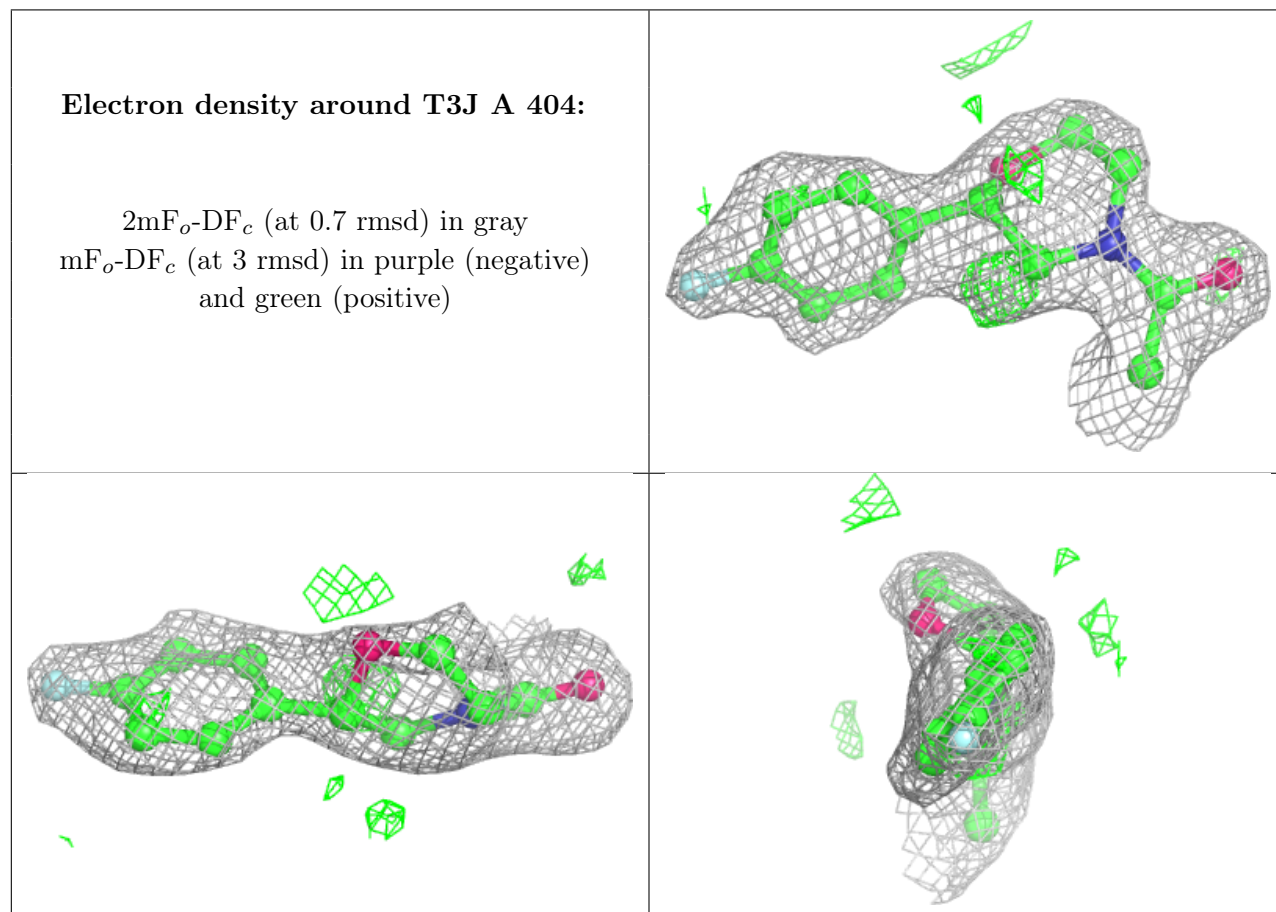 Electron density around T3J A 404:
2mFₒ-DF𝒸 (at 0.7 rmsd) in gray
mFₒ-DF𝒸 (at 3 rmsd) in purple (negative)
and green (positive)